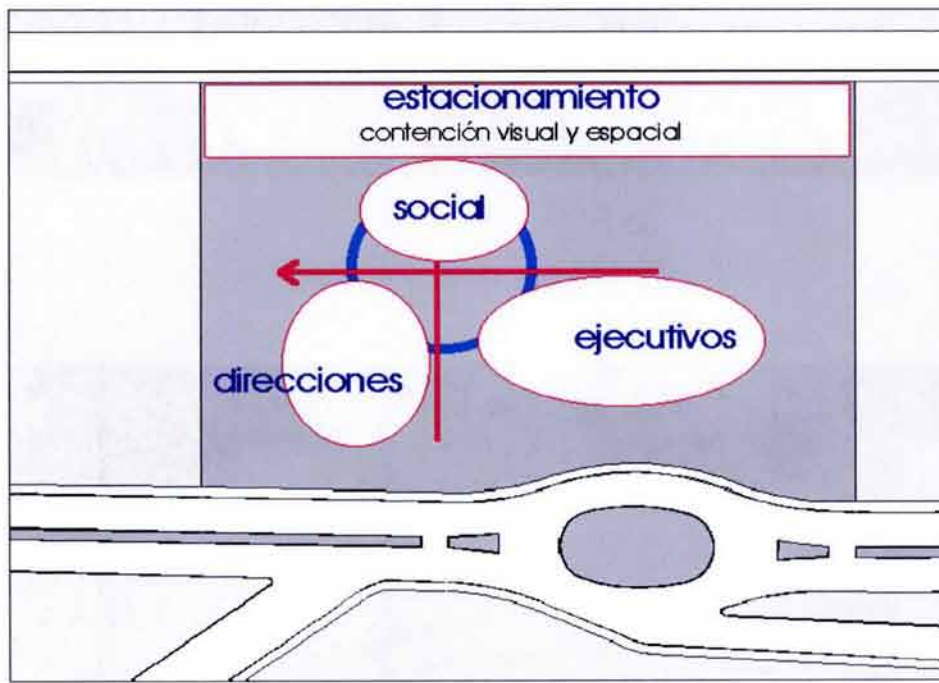 estacionamiento
contención visual y espacial
social
ejecutivos
direcciones